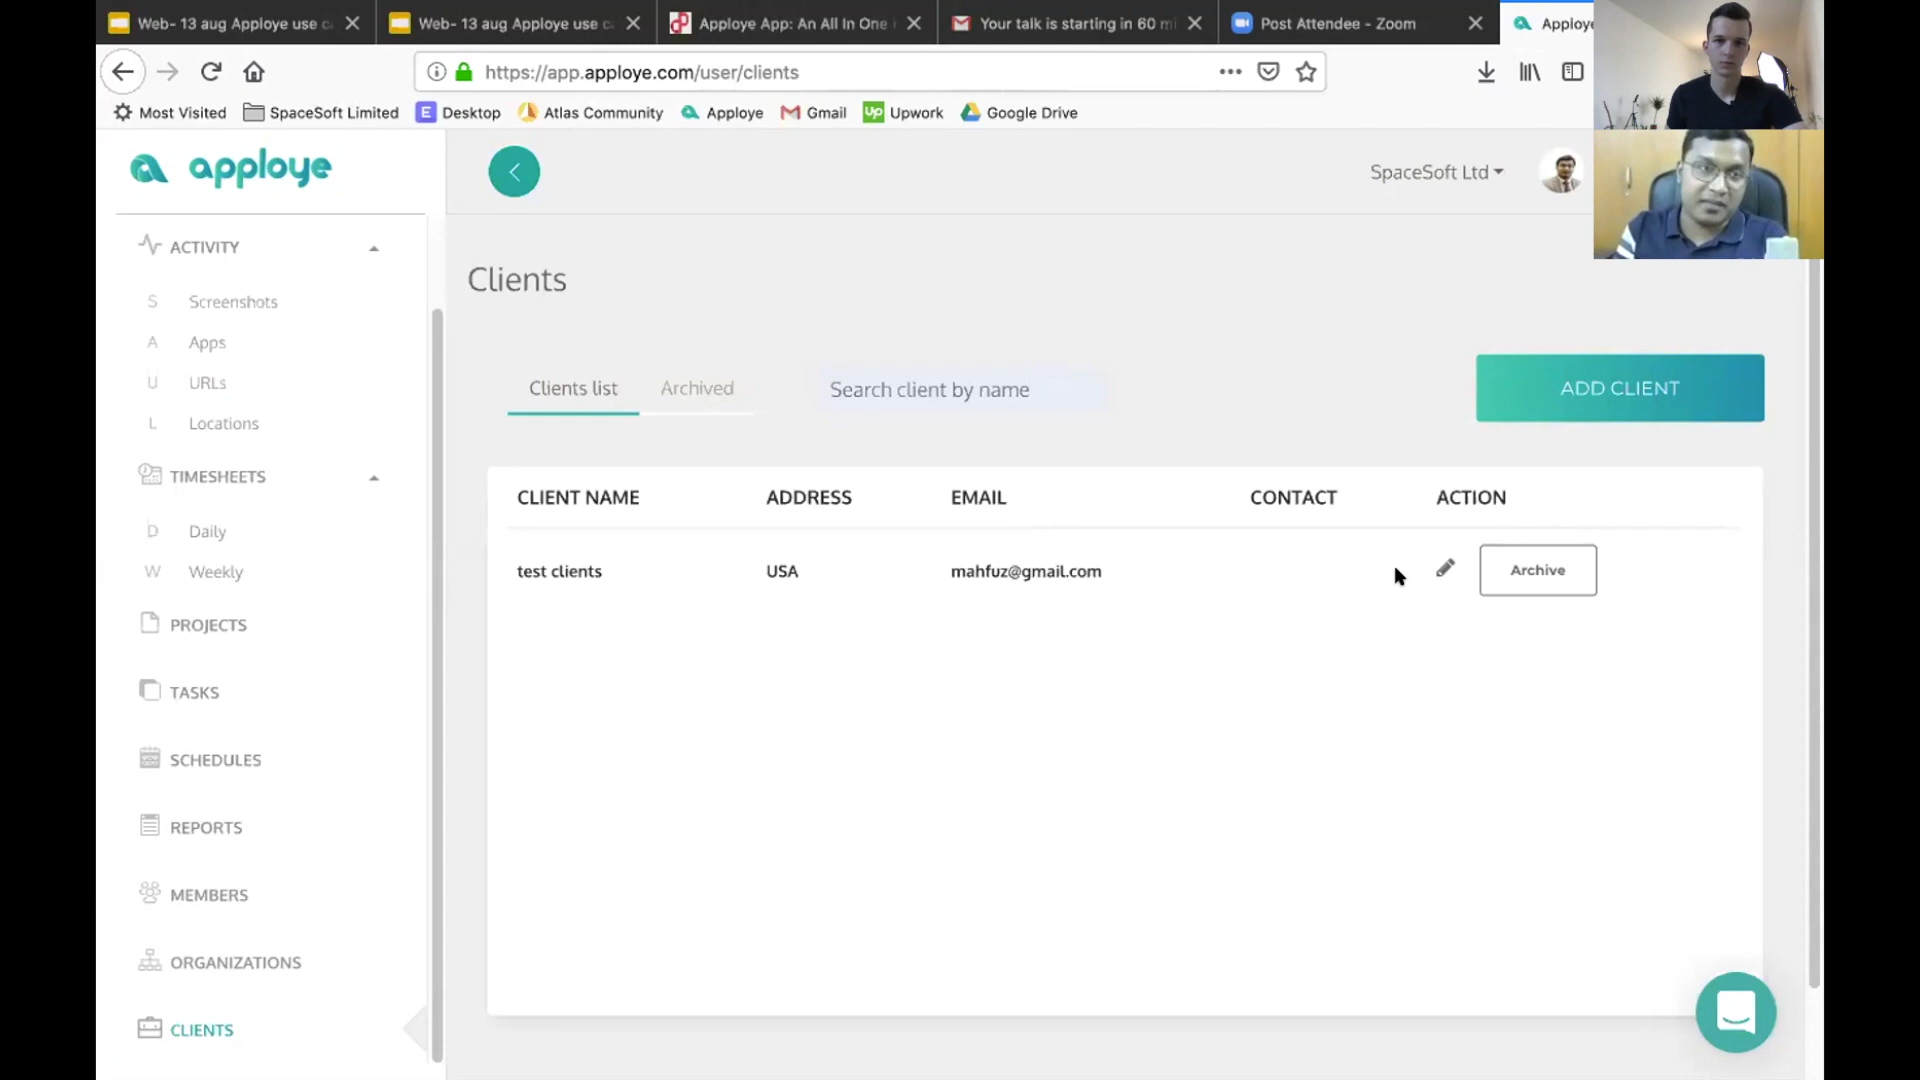 Web- 13 aug Apploye use c
Web- 13 aug Apploye use c
Apploye App: An All In One
Your talk is starting in 60 mi
Post Attendee - Zoom
Apploye
https://app.apploye.com/user/clients
Most Visited
SpaceSoft Limited
E Desktop
Atlas Community
Apploye
Gmail
Up Upwork
Google Drive
apploye
SpaceSoft Ltd
ACTIVITY
S Screenshots
A Apps
U URLs
L Locations
TIMESHEETS
D Daily
W Weekly
PROJECTS
TASKS
SCHEDULES
REPORTS
MEMBERS
ORGANIZATIONS
CLIENTS
Clients
Clients list
Archived
Search client by name
ADD CLIENT
CLIENT NAME ADDRESS EMAIL CONTACT ACTION
test clients USA mahfuz@gmail.com Archive